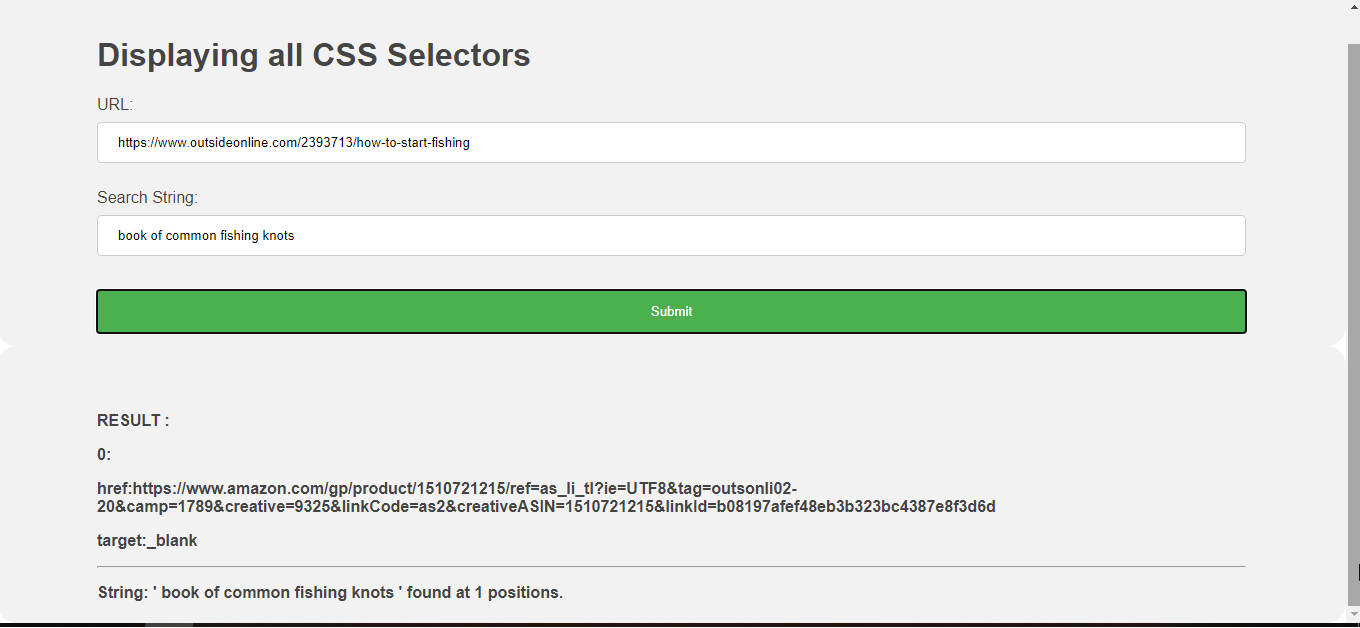 Displaying all CSS Selectors
URL:
https://www.outsideonline.com/2393713/how-to-start-fishing
Search String:
book of common fishing knots
Submit
RESULT :
0:
href:https://www.amazon.com/gp/product/1510721215/ref=as_li_tl?ie=UTF8&tag=outsonli02-
20&camp=1789&creative=9325&linkCode=as2&creativeASIN=1510721215&linkId=b08197afef48eb3b323bc4387e8f3d6d
target:_blank
String: ' book of common fishing knots ' found at 1 positions.